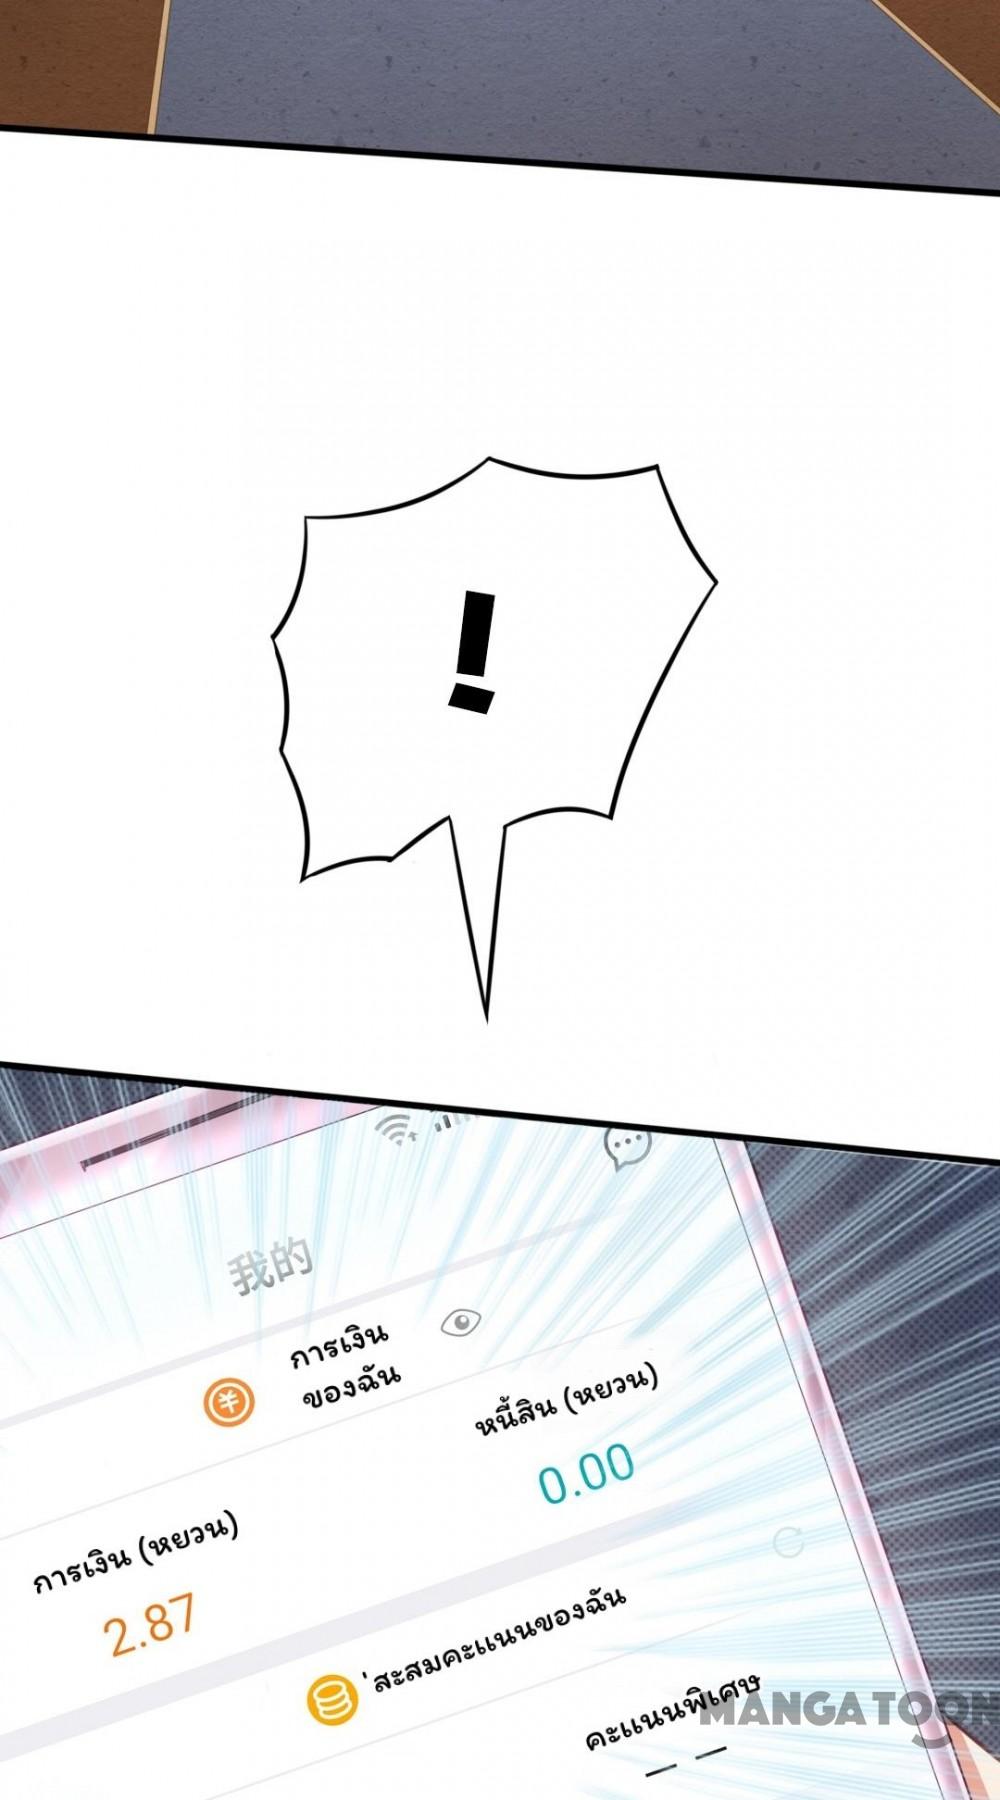 !
我的
การเงิน
ของฉัน
หนี้สิน (หยวน)
0.00
การเงิน (หยวน)
2.87
'สะสมคะแนนของฉัน
คะแนนพิเศษ
— —
MANGATOON